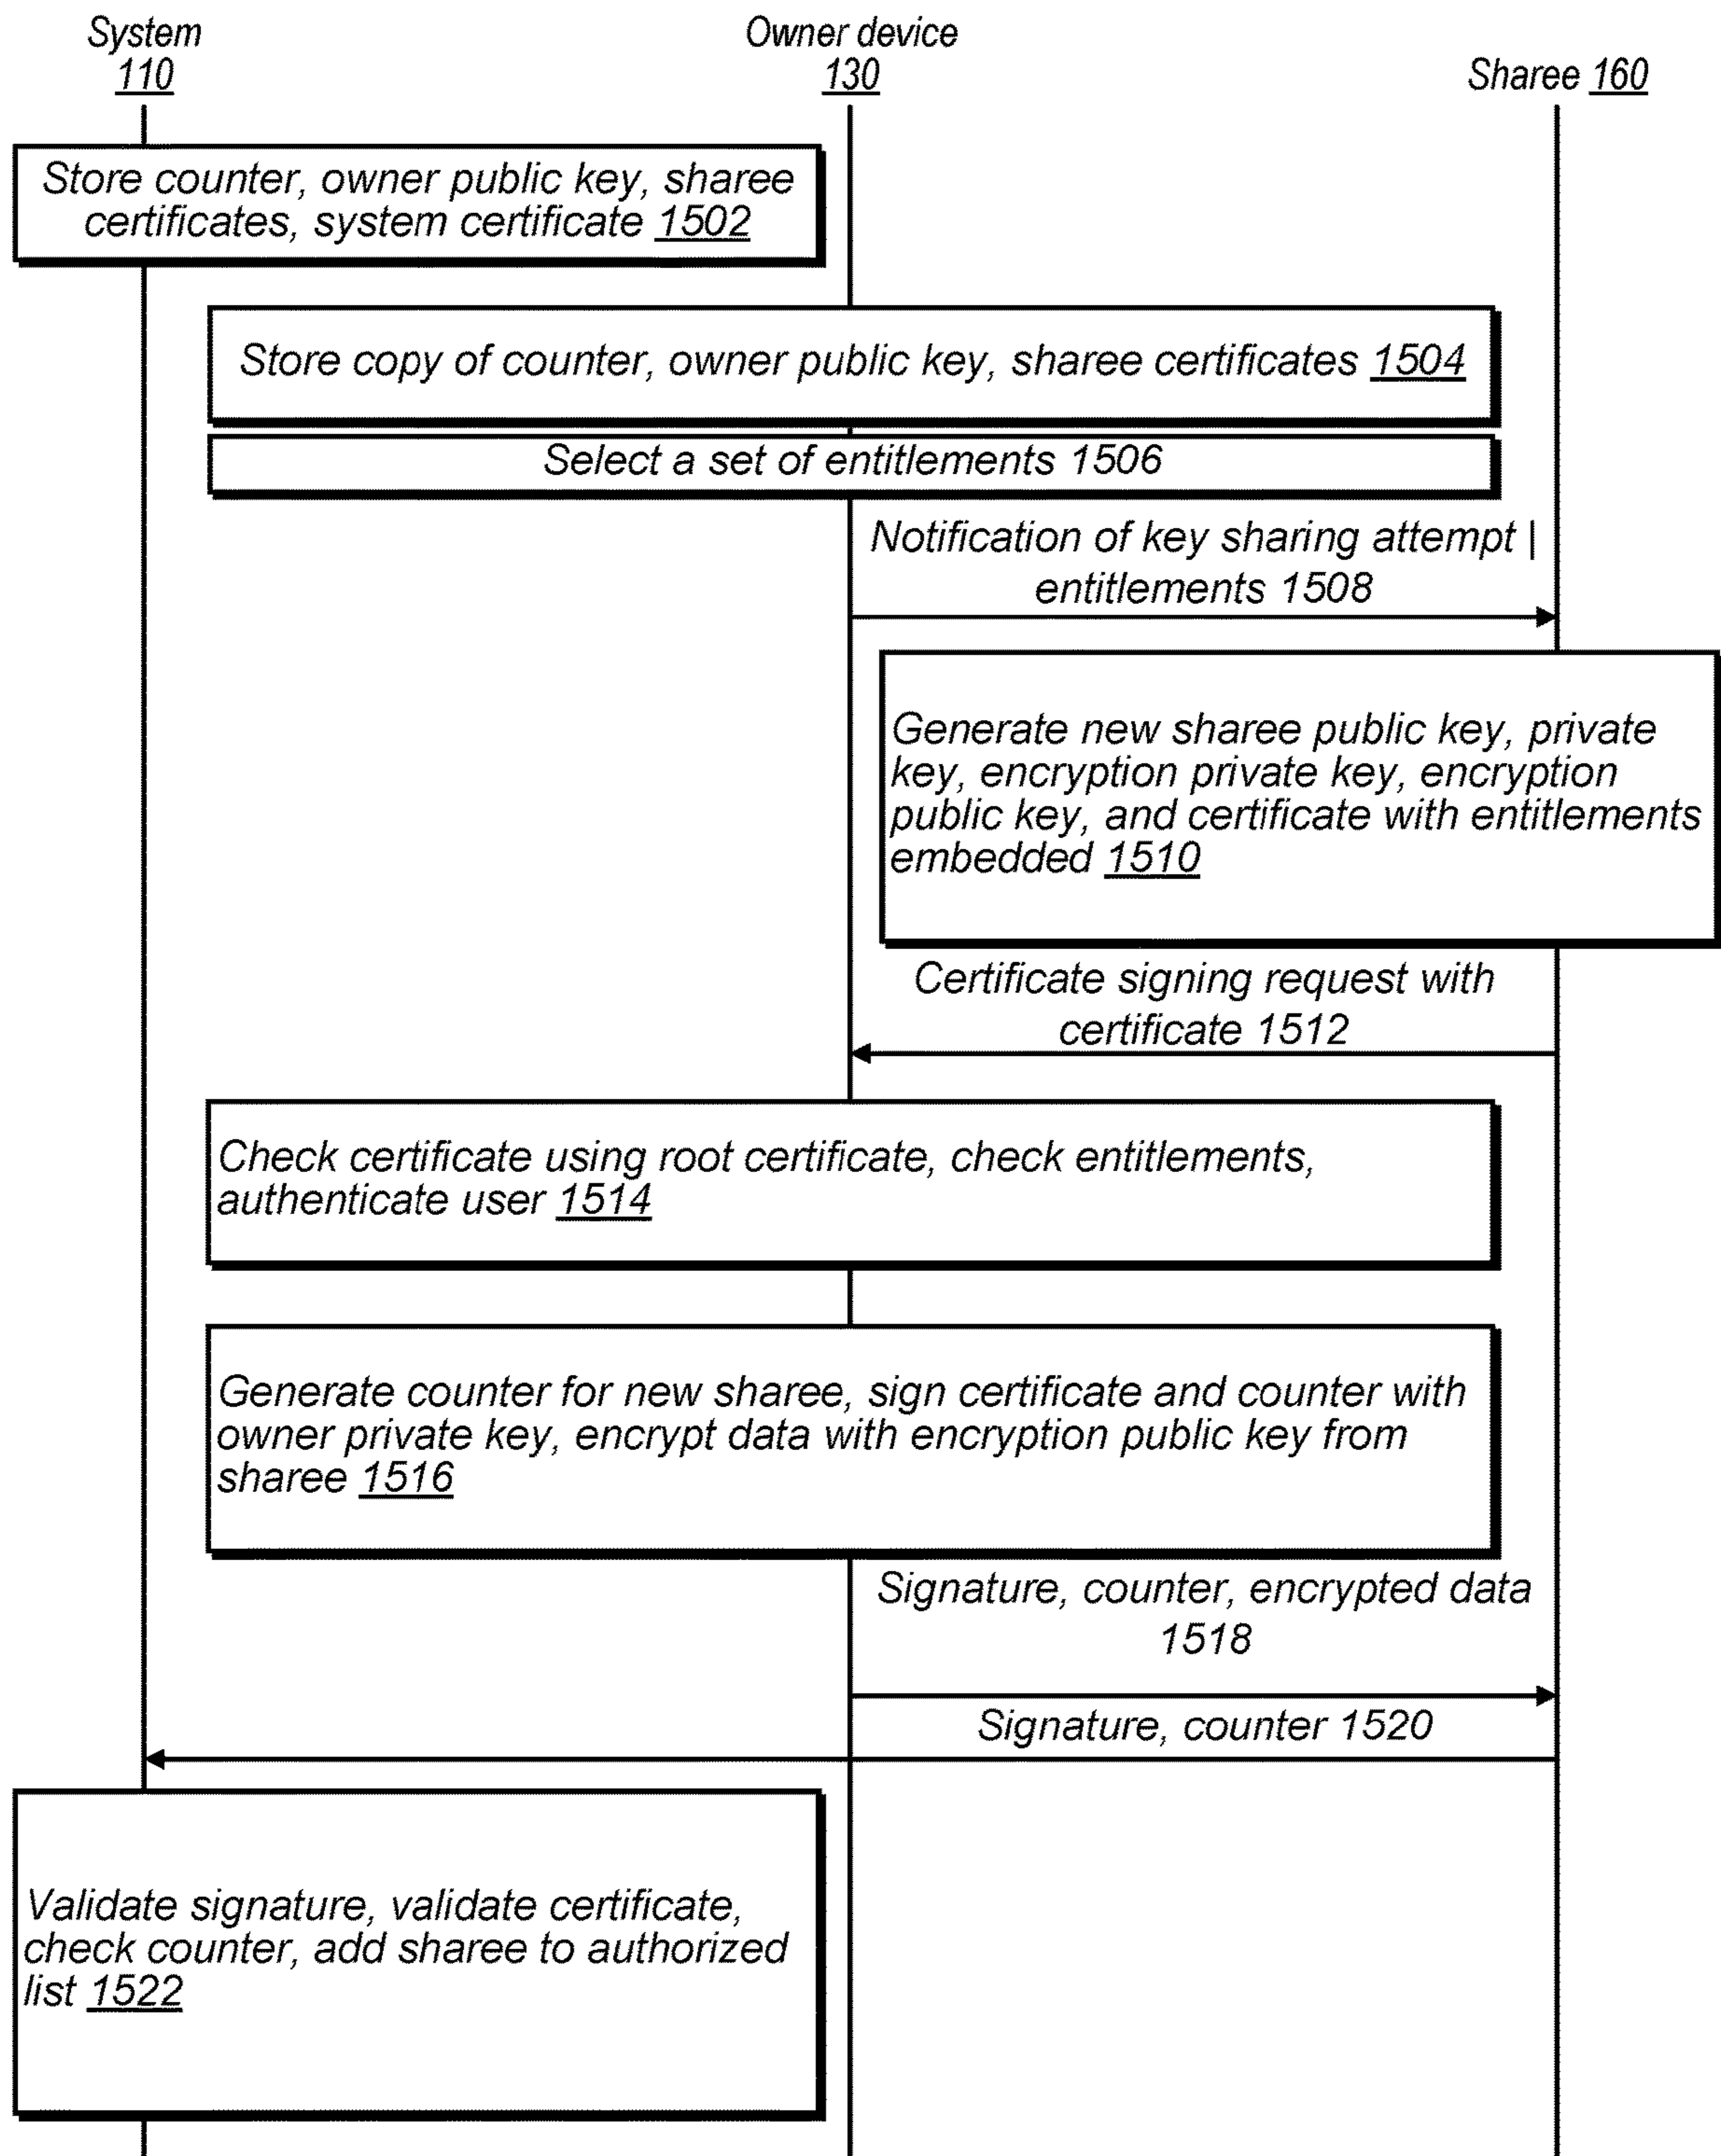 System
110
Owner device
130
Sharee 160
Store counter, owner public key, sharee
certificates, system certificate 1502
Store copy of counter, owner public key, sharee certificates 1504
Select a set of entitlements 1506
Notification of key sharing attempt |
entitlements 1508
Generate new sharee public key, private
key, encryption private key, encryption
public key, and certificate with entitlements
embedded 1510
Certificate signing request with
certificate 1512
Check certificate using root certificate, check entitlements,
authenticate user 1514
Generate counter for new sharee, sign certificate and counter with
owner private key, encrypt data with encryption public key from
sharee 1516
Signature, counter, encrypted data
1518
Signature, counter 1520
Validate signature, validate certificate,
check counter, add sharee to authorized
list 1522